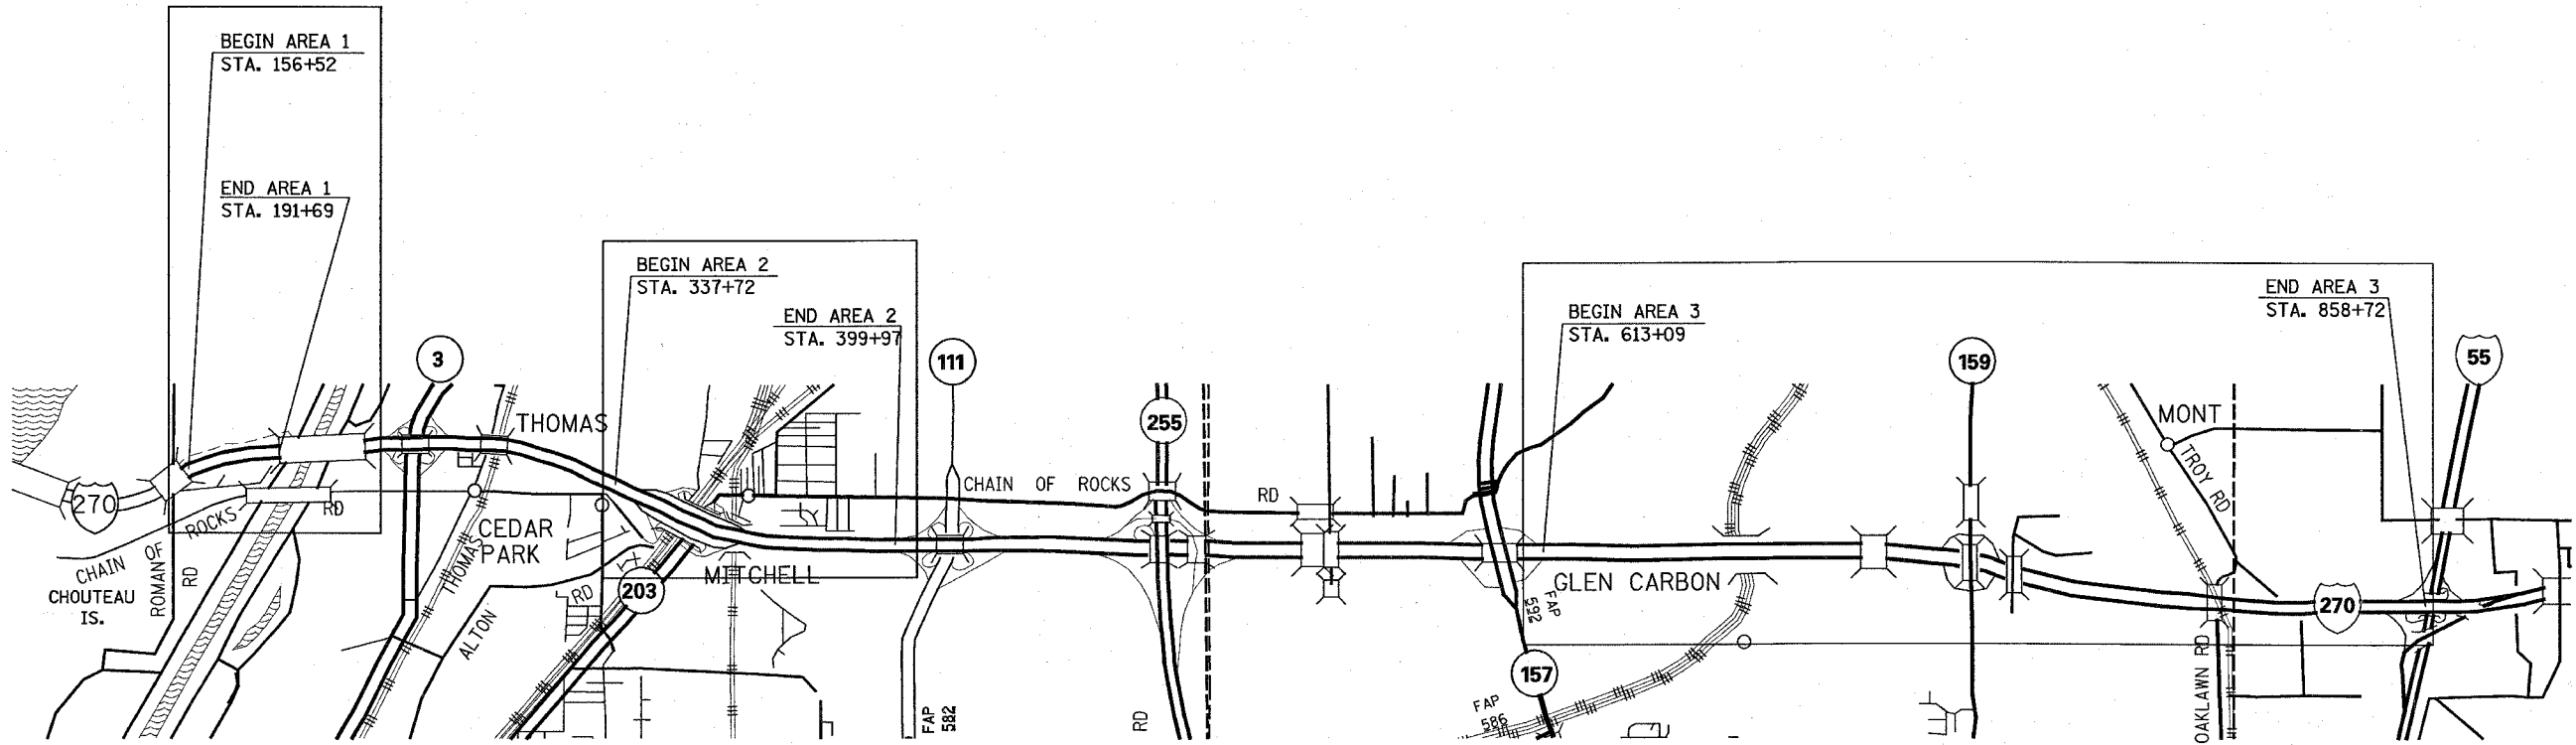 BEGIN AREA 1
STA. 156+52
END AREA 1
STA. 191+69
BEGIN AREA 2
STA. 337+72
END AREA 2
STA. 399+97
BEGIN AREA 3
STA. 613+09
END AREA 3
STA. 858+72
3
111
255
159
55
THOMAS
MONT
TROY RD
CHAIN OF ROCKS RD
270
CHAIN OF ROCKS RD
CEDAR
PARK
THOMAS
MITCHELL
GLEN CARBON
CHOUTEAU
IS.
ROMAN RD
ALTON RD
203
FAP
592
270
157
FAP
582
RD
FAP
586
OAKLAWN RD